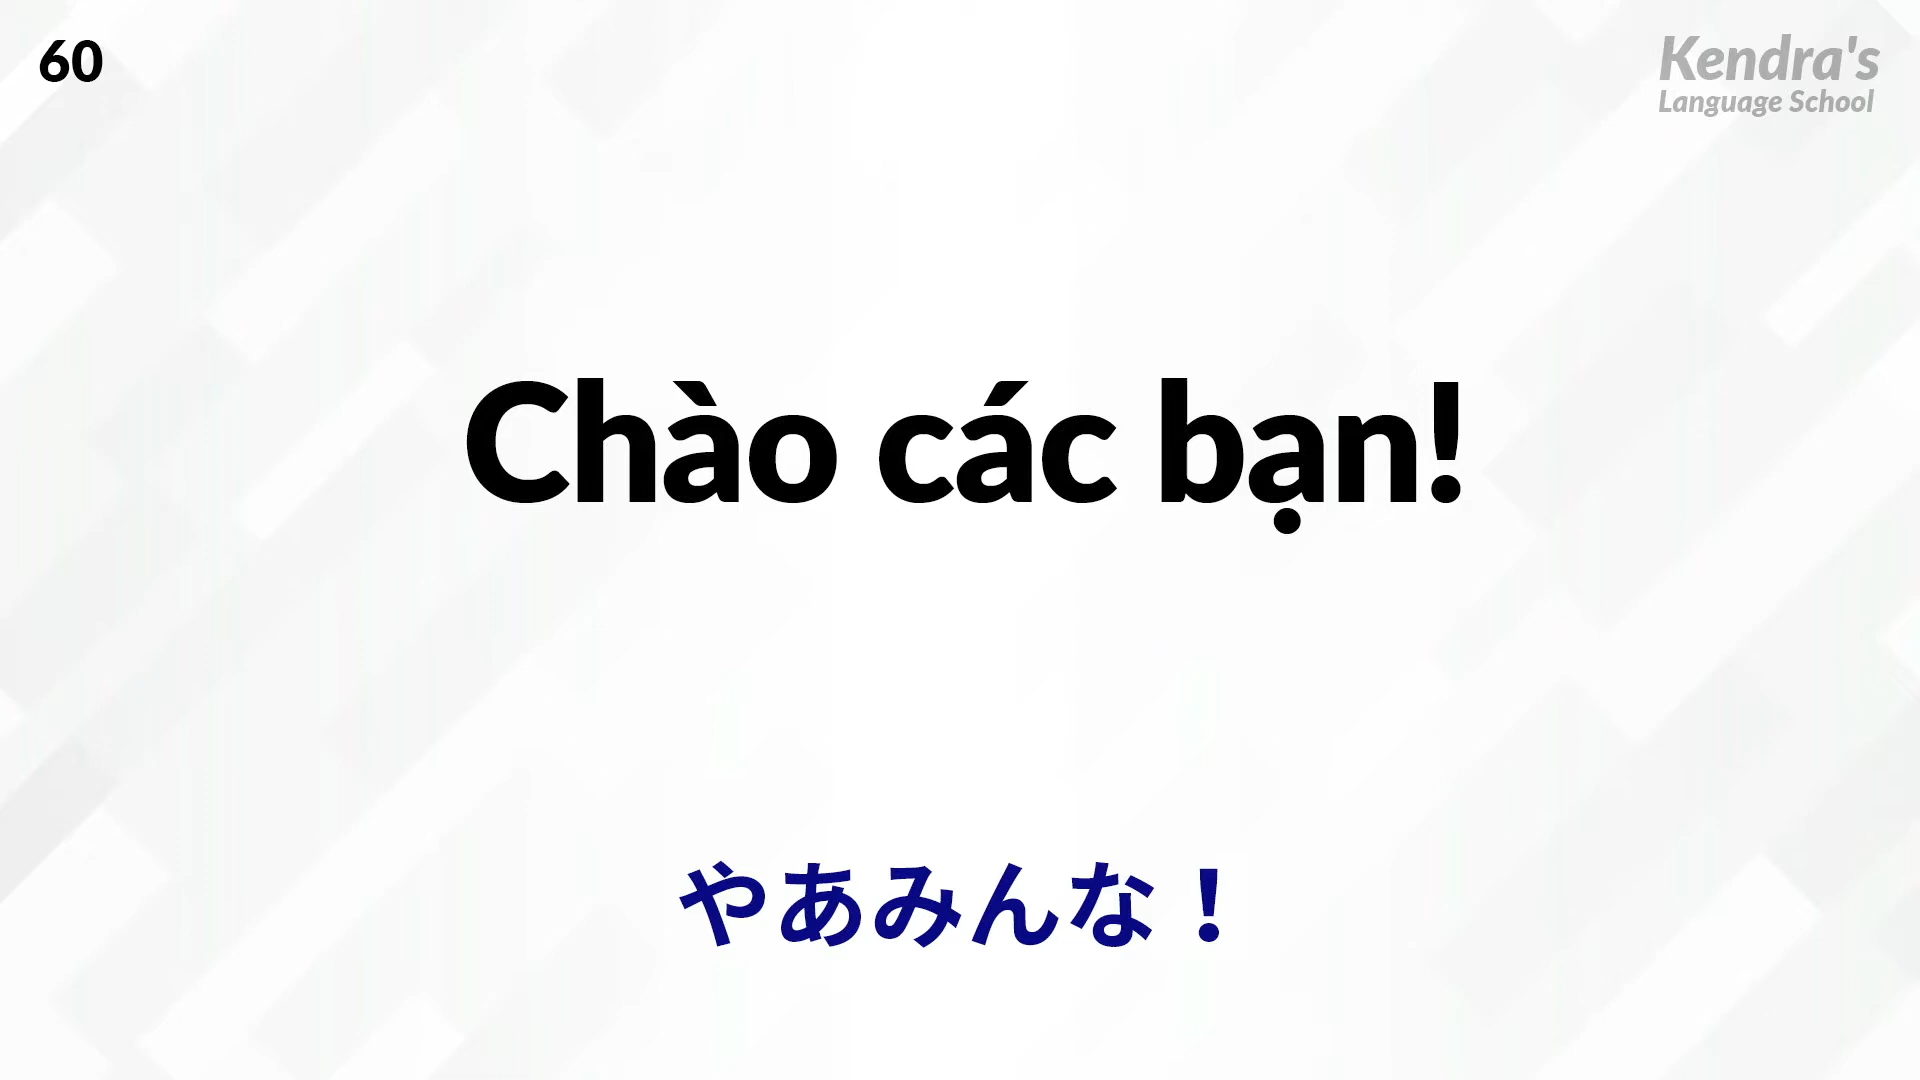 60
Kendra's
Language School
Chào các bạn!
やあみんな！